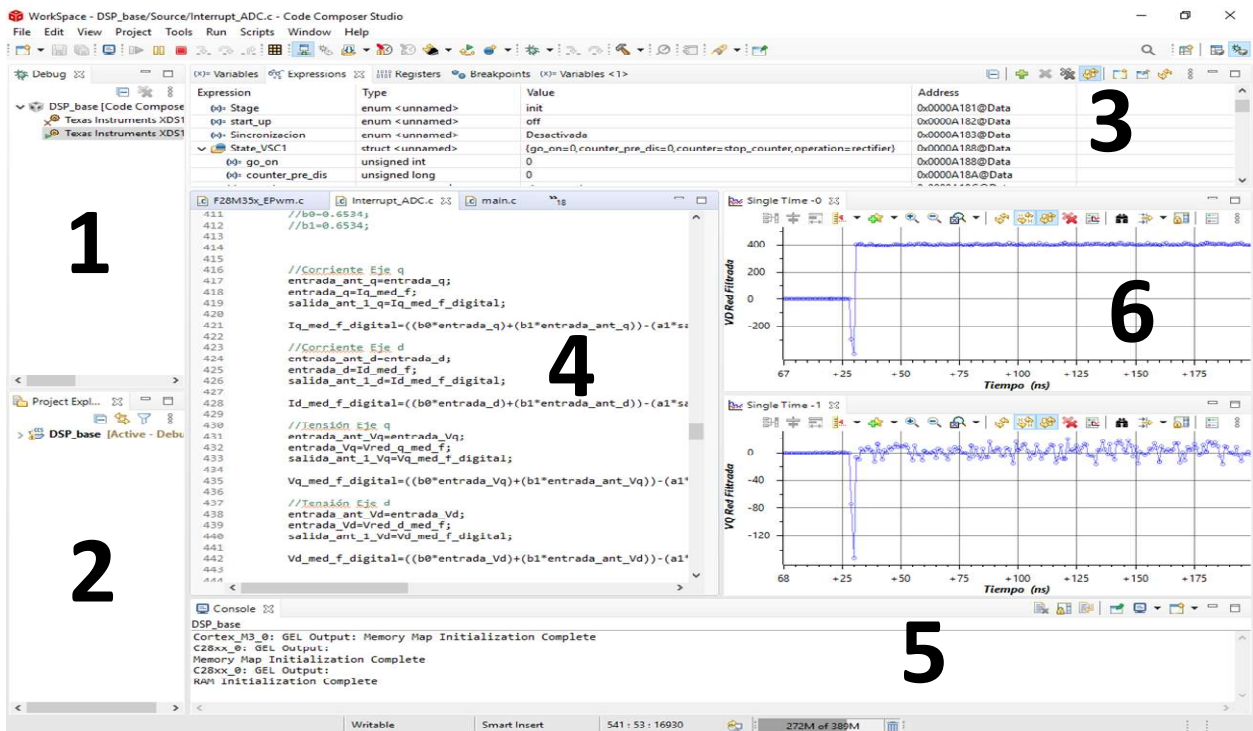 WorkSpace - DSP_base/Source/Interrupt_ADC.c - Code Composer Studio
File Edit View Project Tools Run Scripts Window Help
Debug
DSP_base [Code Compose
Texas Instruments XDS1
Texas Instruments XDS1
1
(x)= Variables Expressions Registers Breakpoints (x)= Variables <1>
Expression Type Value Address
(x)= Stage enum <unnamed> init 0x0000A181@Data
(x)= start_up enum <unnamed> off 0x0000A182@Data
(x)= Sincronizacion enum <unnamed> Desactivada 0x0000A183@Data
State_VSC1 struct <unnamed> {go_on=0,counter_pre_dis=0,counter=stop_counter,operation=rectifier} 0x0000A188@Data
(x)= go_on unsigned int 0 0x0000A188@Data
(x)= counter_pre_dis unsigned long 0 0x0000A18A@Data
3
Project Expl...
DSP_base [Active - Debu
2
F28M35x_EPwm.c Interrupt_ADC.c main.c »18
411 //b0=0.6534;
412 //b1=0.6534;
413
414
415
416 //Corriente Eje q
417 entrada_ant_q=entrada_q;
418 entrada_q=Iq_med_f;
419 salida_ant_1_q=Iq_med_f_digital;
420
421 Iq_med_f_digital=((b0*entrada_q)+(b1*entrada_ant_q))-(a1*sa
422
423 //Corriente Eje d
424 entrada_ant_d=entrada_d;
425 entrada_d=Id_med_f;
426 salida_ant_1_d=Id_med_f_digital;
427
428 Id_med_f_digital=((b0*entrada_d)+(b1*entrada_ant_d))-(a1*sa
429
430 //Tensión Eje q
431 entrada_ant_Vq=entrada_Vq;
432 entrada_Vq=Vred_q_med_f;
433 salida_ant_1_Vq=Vq_med_f_digital;
434
435 Vq_med_f_digital=((b0*entrada_Vq)+(b1*entrada_ant_Vq))-(a1*
436
437 //Tensión Eje d
438 entrada_ant_Vd=entrada_Vd;
439 entrada_Vd=Vred_d_med_f;
440 salida_ant_1_Vd=Vd_med_f_digital;
441
442 Vd_med_f_digital=((b0*entrada_Vd)+(b1*entrada_ant_Vd))-(a1*
443
444
4
Single Time -0
VD Red Filtrada
400
200
0
-200
67 +25 +50 +75 +100 +125 +150 +175
Tiempo (ns)
6
Single Time -1
VQ Red Filtrada
0
-40
-80
-120
68 +25 +50 +75 +100 +125 +150 +175
Tiempo (ns)
Console
DSP_base
Cortex_M3_0: GEL Output: Memory Map Initialization Complete
C28xx_0: GEL Output:
Memory Map Initialization Complete
C28xx_0: GEL Output:
RAM Initialization Complete
5
Writable Smart Insert 541 : 53 : 16930 272M of 389M